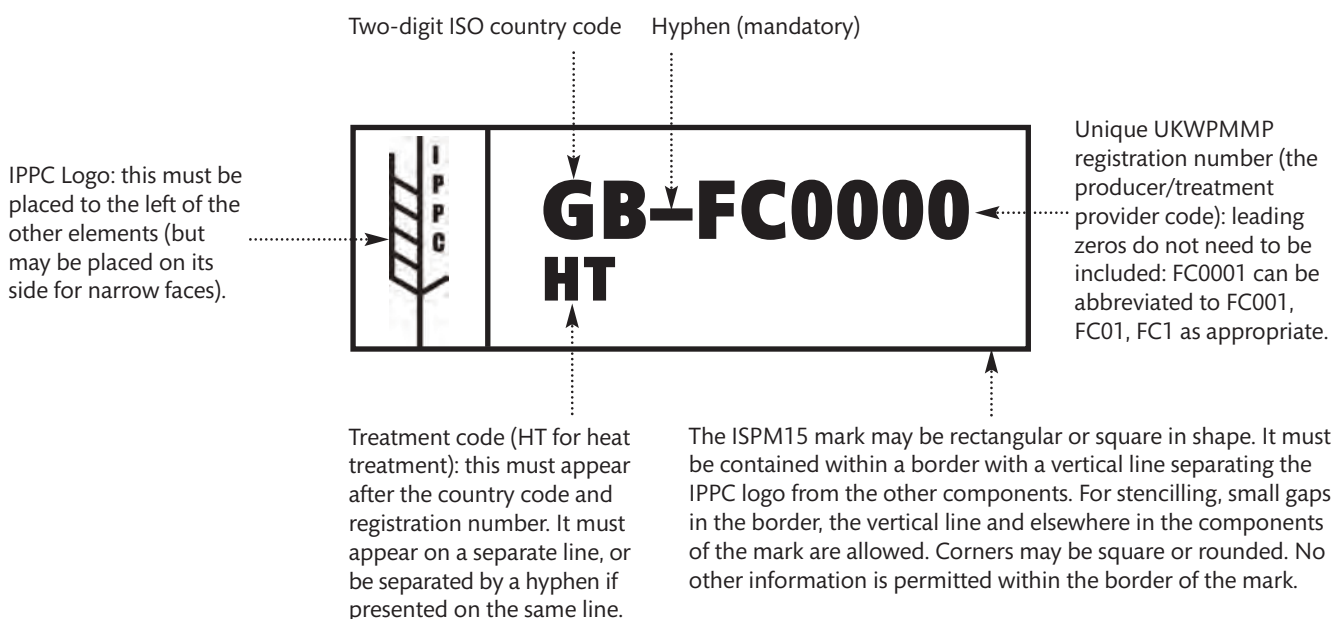 Two-digit ISO country code
Hyphen (mandatory)
IPPC Logo: this must be
placed to the left of the
other elements (but
may be placed on its
side for narrow faces).
I
P
P
C
GB–FC0000
HT
Unique UKWPMMP
registration number (the
producer/treatment
provider code): leading
zeros do not need to be
included: FC0001 can be
abbreviated to FC001,
FC01, FC1 as appropriate.
Treatment code (HT for heat
treatment): this must appear
after the country code and
registration number. It must
appear on a separate line, or
be separated by a hyphen if
presented on the same line.
The ISPM15 mark may be rectangular or square in shape. It must
be contained within a border with a vertical line separating the
IPPC logo from the other components. For stencilling, small gaps
in the border, the vertical line and elsewhere in the components
of the mark are allowed. Corners may be square or rounded. No
other information is permitted within the border of the mark.